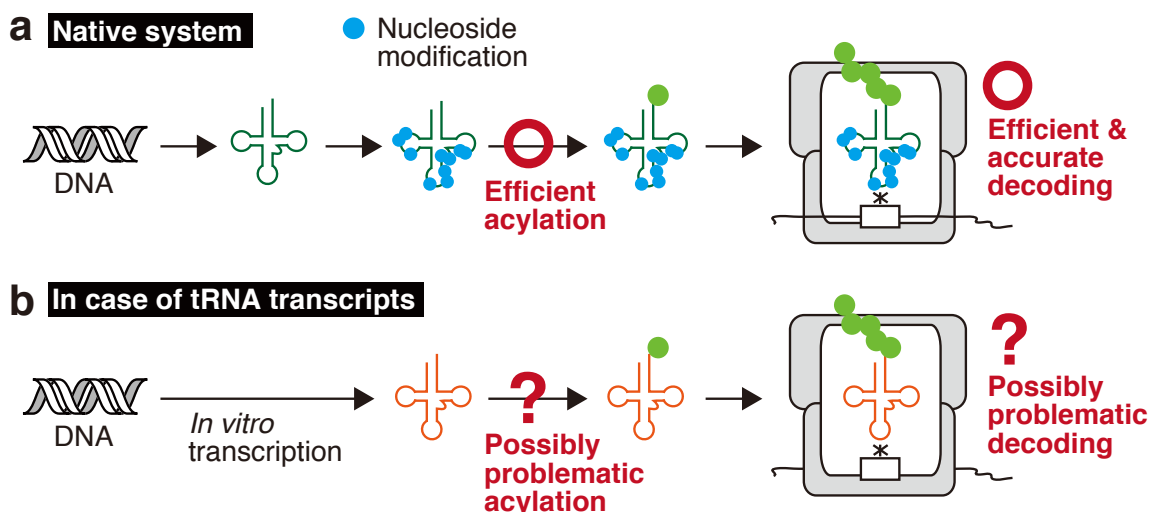 a Native system
Nucleoside
modification
DNA
Efficient
acylation
Efficient &
accurate
decoding
*
b In case of tRNA transcripts
DNA
In vitro
transcription
?
Possibly
problematic
acylation
?
Possibly
problematic
decoding
*